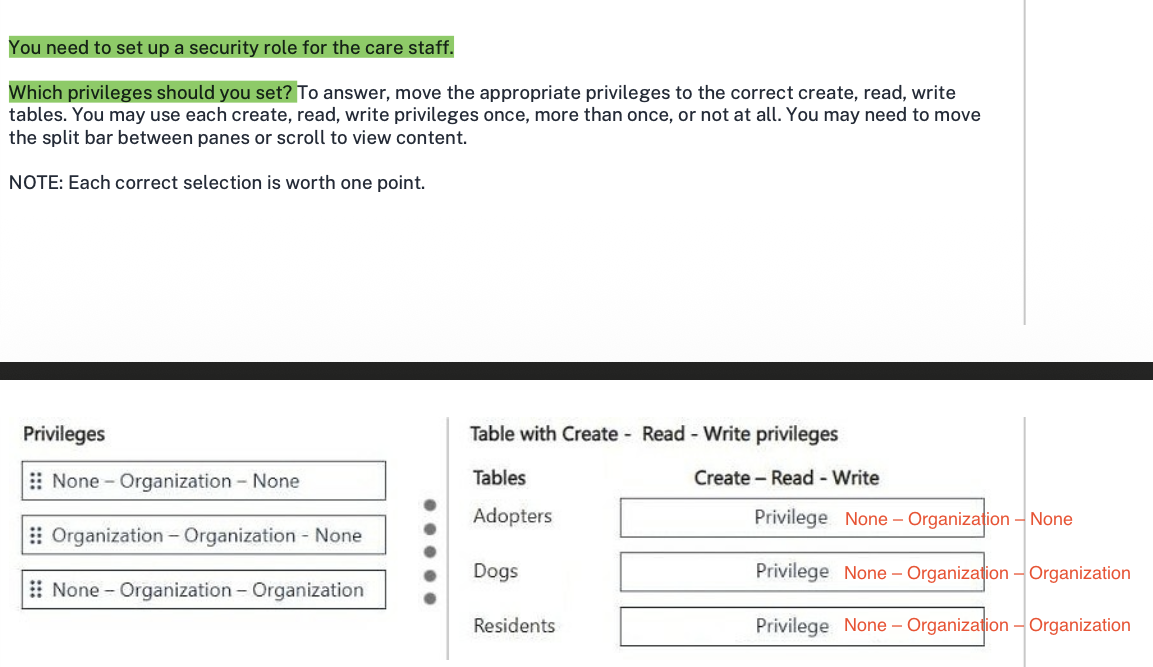 You need to set up a security role for the care staff.
Which privileges should you set? To answer, move the appropriate privileges to the correct create, read, write
tables. You may use each create, read, write privileges once, more than once, or not at all. You may need to move
the split bar between panes or scroll to view content.
NOTE: Each correct selection is worth one point.
Privileges
None – Organization – None
Organization – Organization - None
None – Organization – Organization
Table with Create - Read - Write privileges
Tables Create – Read - Write
Adopters Privilege None – Organization – None
Dogs Privilege None – Organization – Organization
Residents Privilege None – Organization – Organization